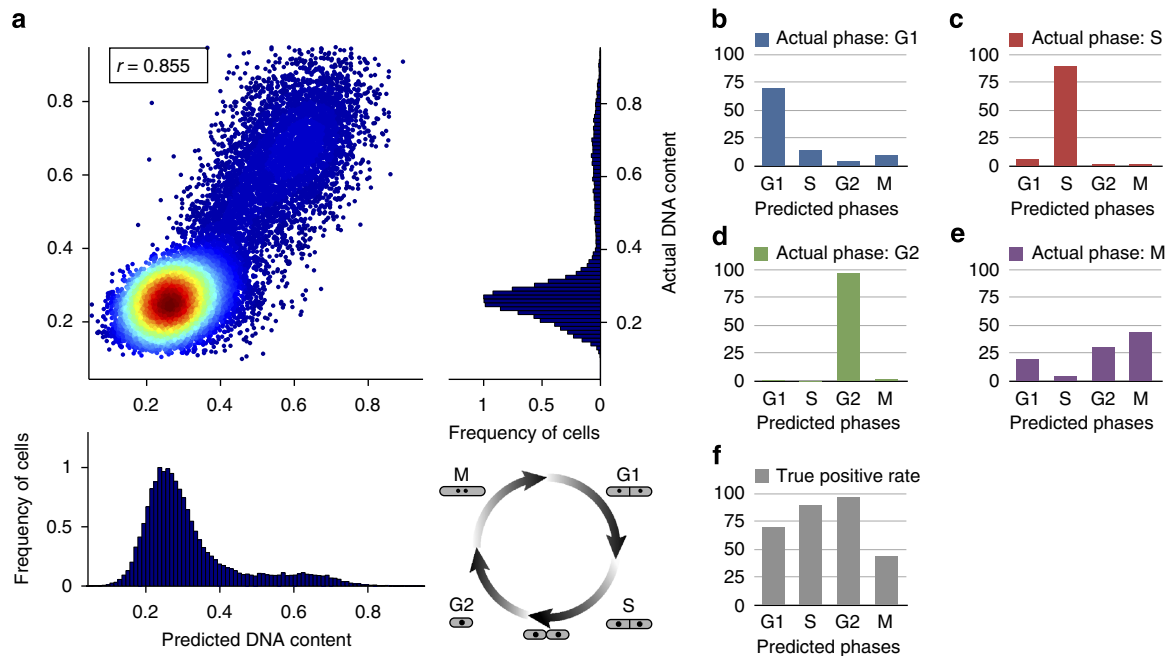 a
r = 0.855
0.8
0.6
0.4
0.2
0.2 0.4 0.6 0.8
0.8
0.6
0.4
0.2
Actual DNA content
1 0.5 0
Frequency of cells
Frequency of cells
1
0.5
0
0.2 0.4 0.6 0.8
Predicted DNA content
M
G1
G2
S
b
Actual phase: G1
100
75
50
25
0
G1 S G2 M
Predicted phases
c
Actual phase: S
100
75
50
25
0
G1 S G2 M
Predicted phases
d
Actual phase: G2
100
75
50
25
0
G1 S G2 M
Predicted phases
e
Actual phase: M
100
75
50
25
0
G1 S G2 M
Predicted phases
f
True positive rate
100
75
50
25
0
G1 S G2 M
Predicted phases